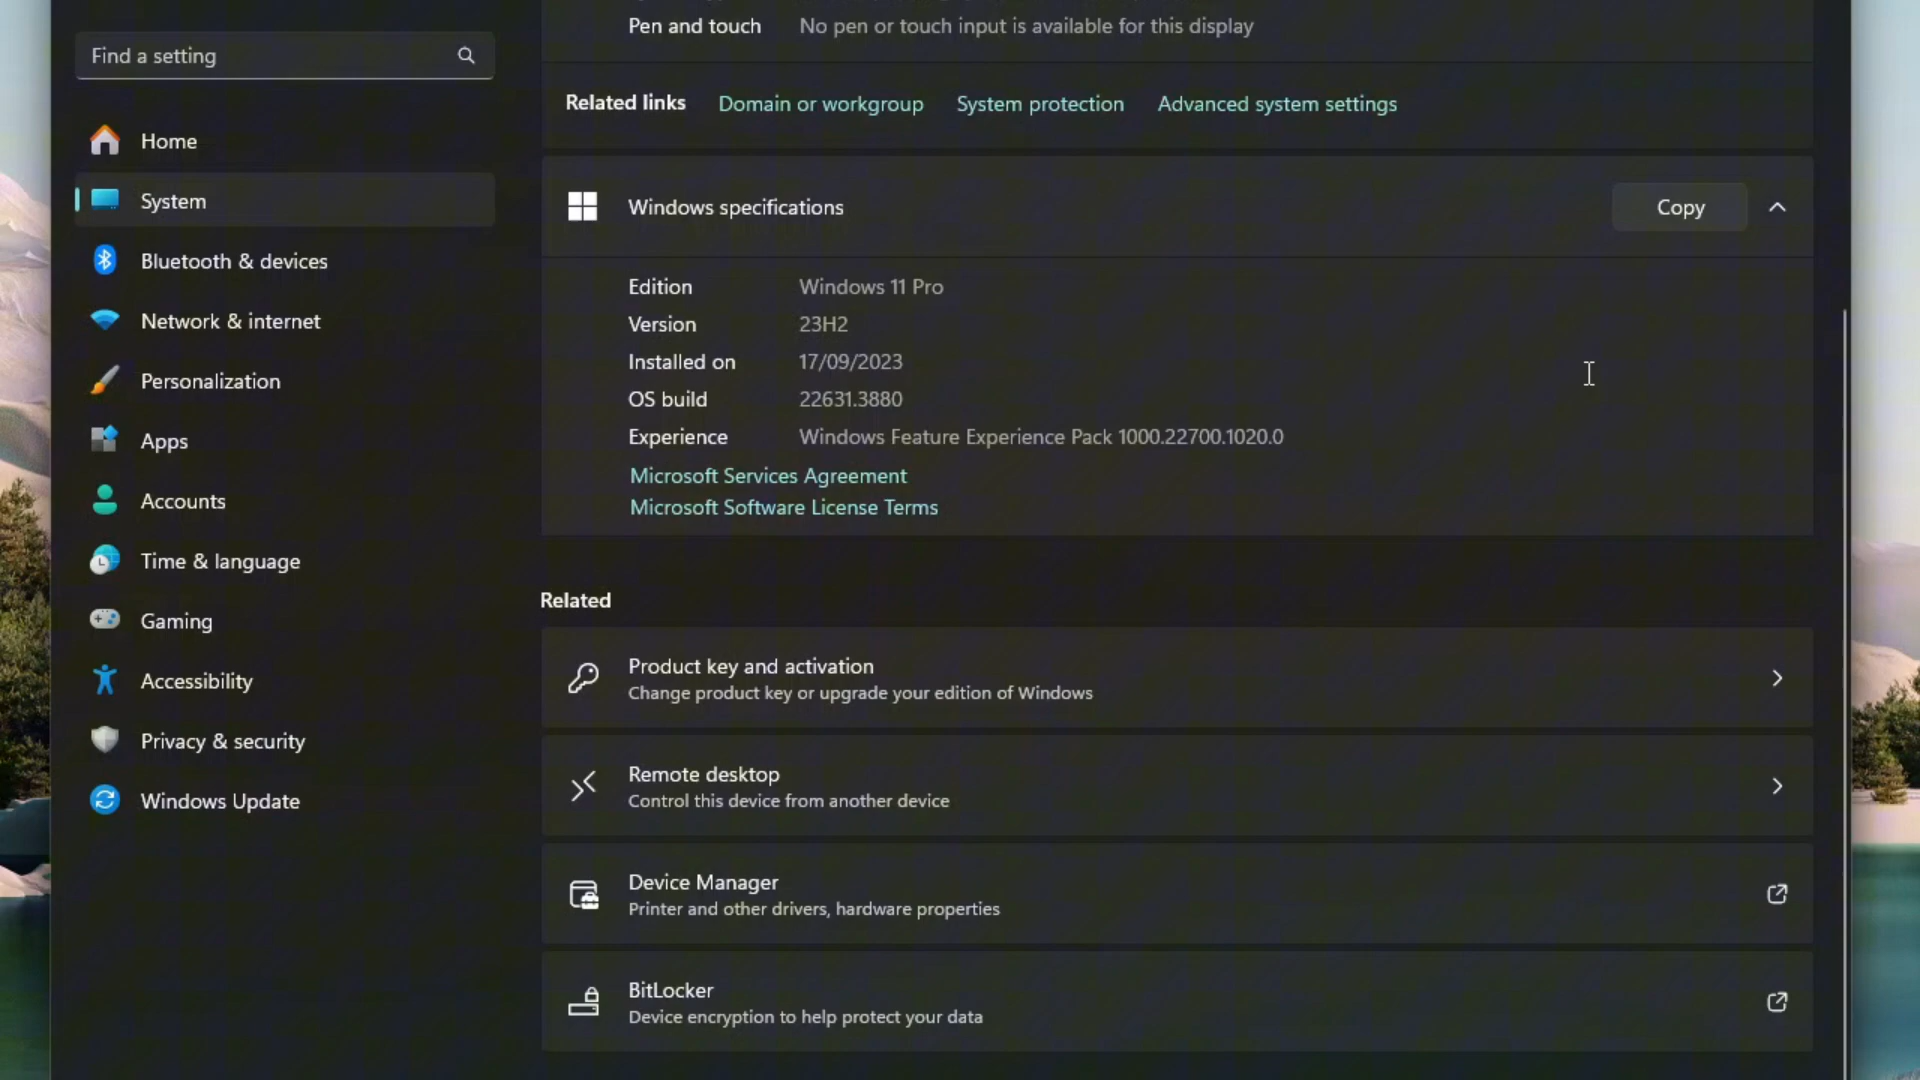 Find a setting
Home
System
Bluetooth & devices
Network & internet
Personalization
Apps
Accounts
Time & language
Gaming
Accessibility
Privacy & security
Windows Update
Pen and touch No pen or touch input is available for this display
Related links Domain or workgroup System protection Advanced system settings
Windows specifications Copy
Edition Windows 11 Pro
Version 23H2
Installed on 17/09/2023
OS build 22631.3880
Experience Windows Feature Experience Pack 1000.22700.1020.0
Microsoft Services Agreement
Microsoft Software License Terms
Related
Product key and activation
Change product key or upgrade your edition of Windows
Remote desktop
Control this device from another device
Device Manager
Printer and other drivers, hardware properties
BitLocker
Device encryption to help protect your data